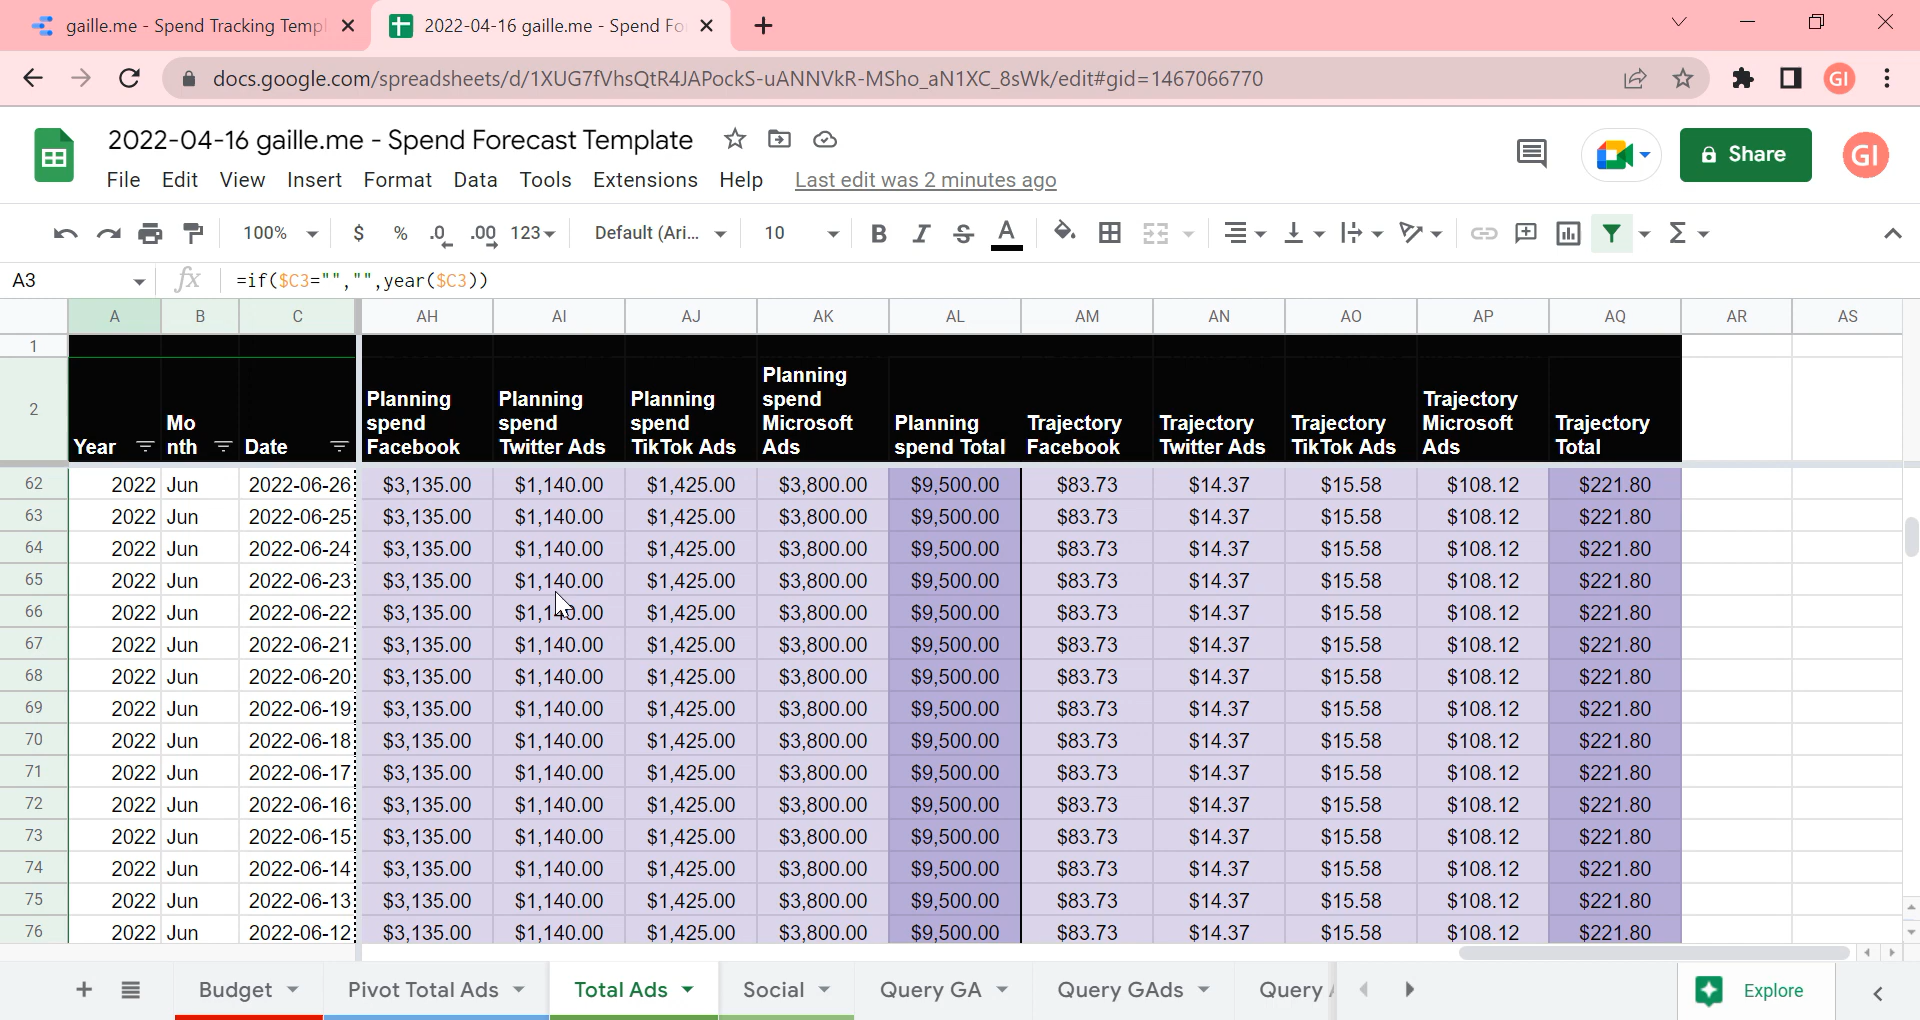 gaille.me - Spend Tracking Templ
2022-04-16 gaille.me - Spend Fo
docs.google.com/spreadsheets/d/1XUG7fVhsQtR4JAPockS-uANNVkR-MSho_aN1XC_8sWk/edit#gid=1467066770
GI
2022-04-16 gaille.me - Spend Forecast Template
Share
GI
File Edit View Insert Format Data Tools Extensions Help Last edit was 2 minutes ago
100% $ % .0 .00 123 Default (Ari... 10 B I S A
A3 fx =if($C3="","",year($C3))
A B C AH AI AJ AK AL AM AN AO AP AQ AR AS
1
2 Year Mo nth Date Planning spend Facebook Planning spend Twitter Ads Planning spend TikTok Ads Planning spend Microsoft Ads Planning spend Total Trajectory Facebook Trajectory Twitter Ads Trajectory TikTok Ads Trajectory Microsoft Ads Trajectory Total
62 2022 Jun 2022-06-26 $3,135.00 $1,140.00 $1,425.00 $3,800.00 $9,500.00 $83.73 $14.37 $15.58 $108.12 $221.80
63 2022 Jun 2022-06-25 $3,135.00 $1,140.00 $1,425.00 $3,800.00 $9,500.00 $83.73 $14.37 $15.58 $108.12 $221.80
64 2022 Jun 2022-06-24 $3,135.00 $1,140.00 $1,425.00 $3,800.00 $9,500.00 $83.73 $14.37 $15.58 $108.12 $221.80
65 2022 Jun 2022-06-23 $3,135.00 $1,140.00 $1,425.00 $3,800.00 $9,500.00 $83.73 $14.37 $15.58 $108.12 $221.80
66 2022 Jun 2022-06-22 $3,135.00 $1,140.00 $1,425.00 $3,800.00 $9,500.00 $83.73 $14.37 $15.58 $108.12 $221.80
67 2022 Jun 2022-06-21 $3,135.00 $1,140.00 $1,425.00 $3,800.00 $9,500.00 $83.73 $14.37 $15.58 $108.12 $221.80
68 2022 Jun 2022-06-20 $3,135.00 $1,140.00 $1,425.00 $3,800.00 $9,500.00 $83.73 $14.37 $15.58 $108.12 $221.80
69 2022 Jun 2022-06-19 $3,135.00 $1,140.00 $1,425.00 $3,800.00 $9,500.00 $83.73 $14.37 $15.58 $108.12 $221.80
70 2022 Jun 2022-06-18 $3,135.00 $1,140.00 $1,425.00 $3,800.00 $9,500.00 $83.73 $14.37 $15.58 $108.12 $221.80
71 2022 Jun 2022-06-17 $3,135.00 $1,140.00 $1,425.00 $3,800.00 $9,500.00 $83.73 $14.37 $15.58 $108.12 $221.80
72 2022 Jun 2022-06-16 $3,135.00 $1,140.00 $1,425.00 $3,800.00 $9,500.00 $83.73 $14.37 $15.58 $108.12 $221.80
73 2022 Jun 2022-06-15 $3,135.00 $1,140.00 $1,425.00 $3,800.00 $9,500.00 $83.73 $14.37 $15.58 $108.12 $221.80
74 2022 Jun 2022-06-14 $3,135.00 $1,140.00 $1,425.00 $3,800.00 $9,500.00 $83.73 $14.37 $15.58 $108.12 $221.80
75 2022 Jun 2022-06-13 $3,135.00 $1,140.00 $1,425.00 $3,800.00 $9,500.00 $83.73 $14.37 $15.58 $108.12 $221.80
76 2022 Jun 2022-06-12 $3,135.00 $1,140.00 $1,425.00 $3,800.00 $9,500.00 $83.73 $14.37 $15.58 $108.12 $221.80
Budget Pivot Total Ads Total Ads Social Query GA Query GAds Query Explore